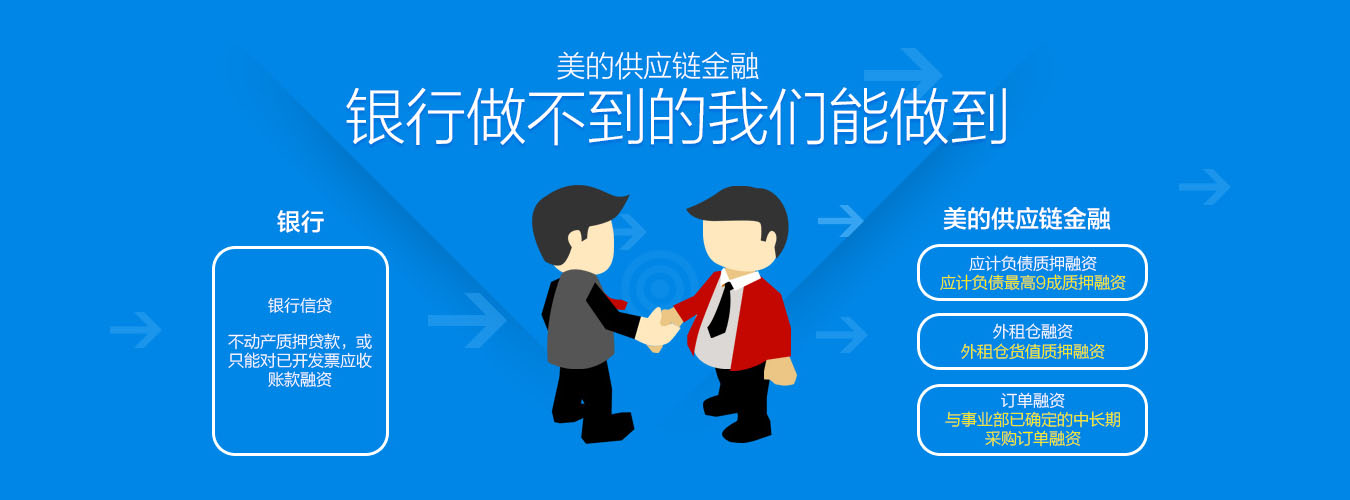 美的供应链金融
银行做不到的我们能做到
银行
银行信贷
不动产质押贷款，或
只能对已开发票应收
账款融资
美的供应链金融
应计负债质押融资
应计负债最高9成质押融资
外租仓融资
外租仓货值质押融资
订单融资
与事业部已确定的中长期
采购订单融资